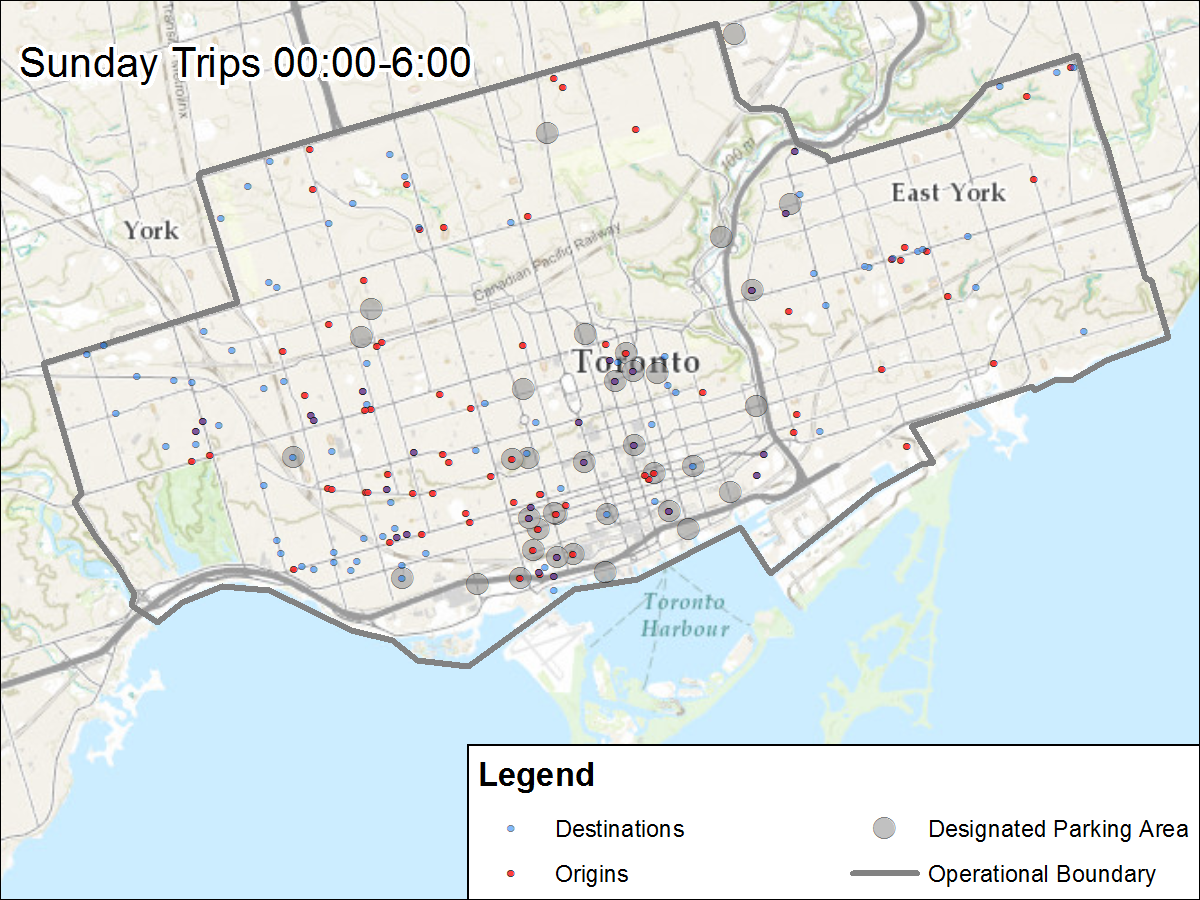 Sunday Trips 00:00-6:00
100 m
East York
York
Canadian Pacific Railway
Toronto
Toronto
Harbour
Legend
Destinations
Designated Parking Area
Origins
Operational Boundary